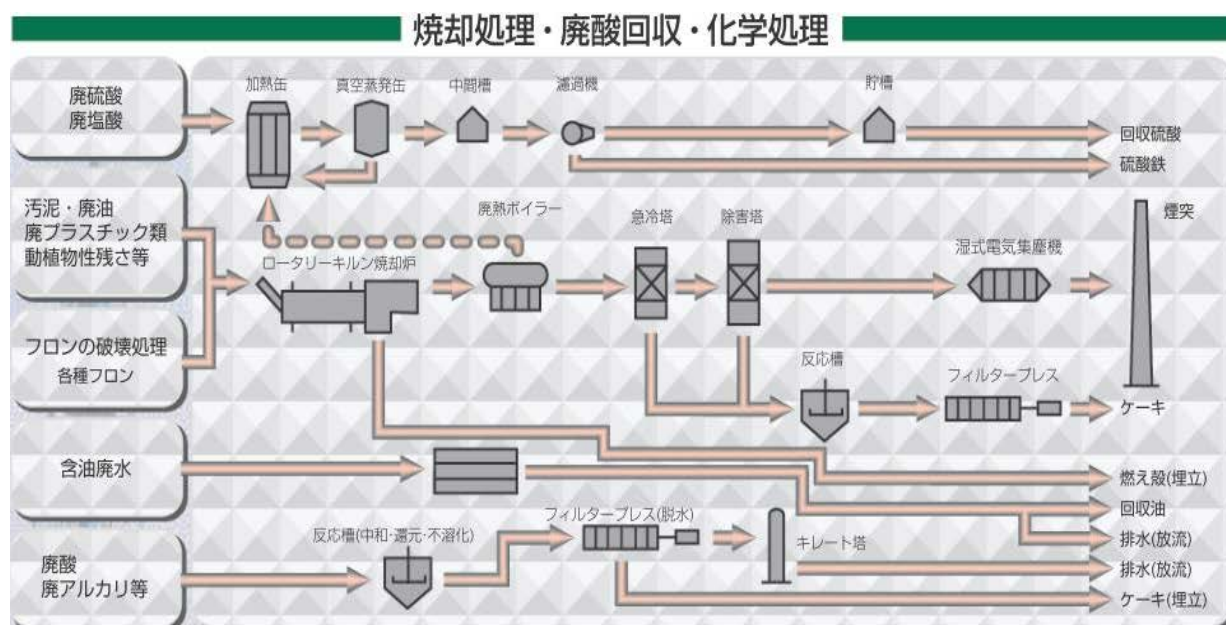 焼却処理・廃酸回収・化学処理
廃硫酸
廃塩酸
加熱缶
真空蒸発缶
中間槽
濾過機
貯槽
回収硫酸
硫酸鉄
汚泥・廃油
廃プラスチック類
動植物性残さ等
ロータリーキルン焼却炉
廃熱ボイラー
急冷塔
除害塔
湿式電気集塵機
煙突
フロンの破壊処理
各種フロン
反応槽
フィルタープレス
ケーキ
含油廃水
燃え殻(埋立)
回収油
排水(放流)
廃酸
廃アルカリ等
反応槽(中和・還元・不溶化)
フィルタープレス(脱水)
キレート塔
排水(放流)
ケーキ(埋立)